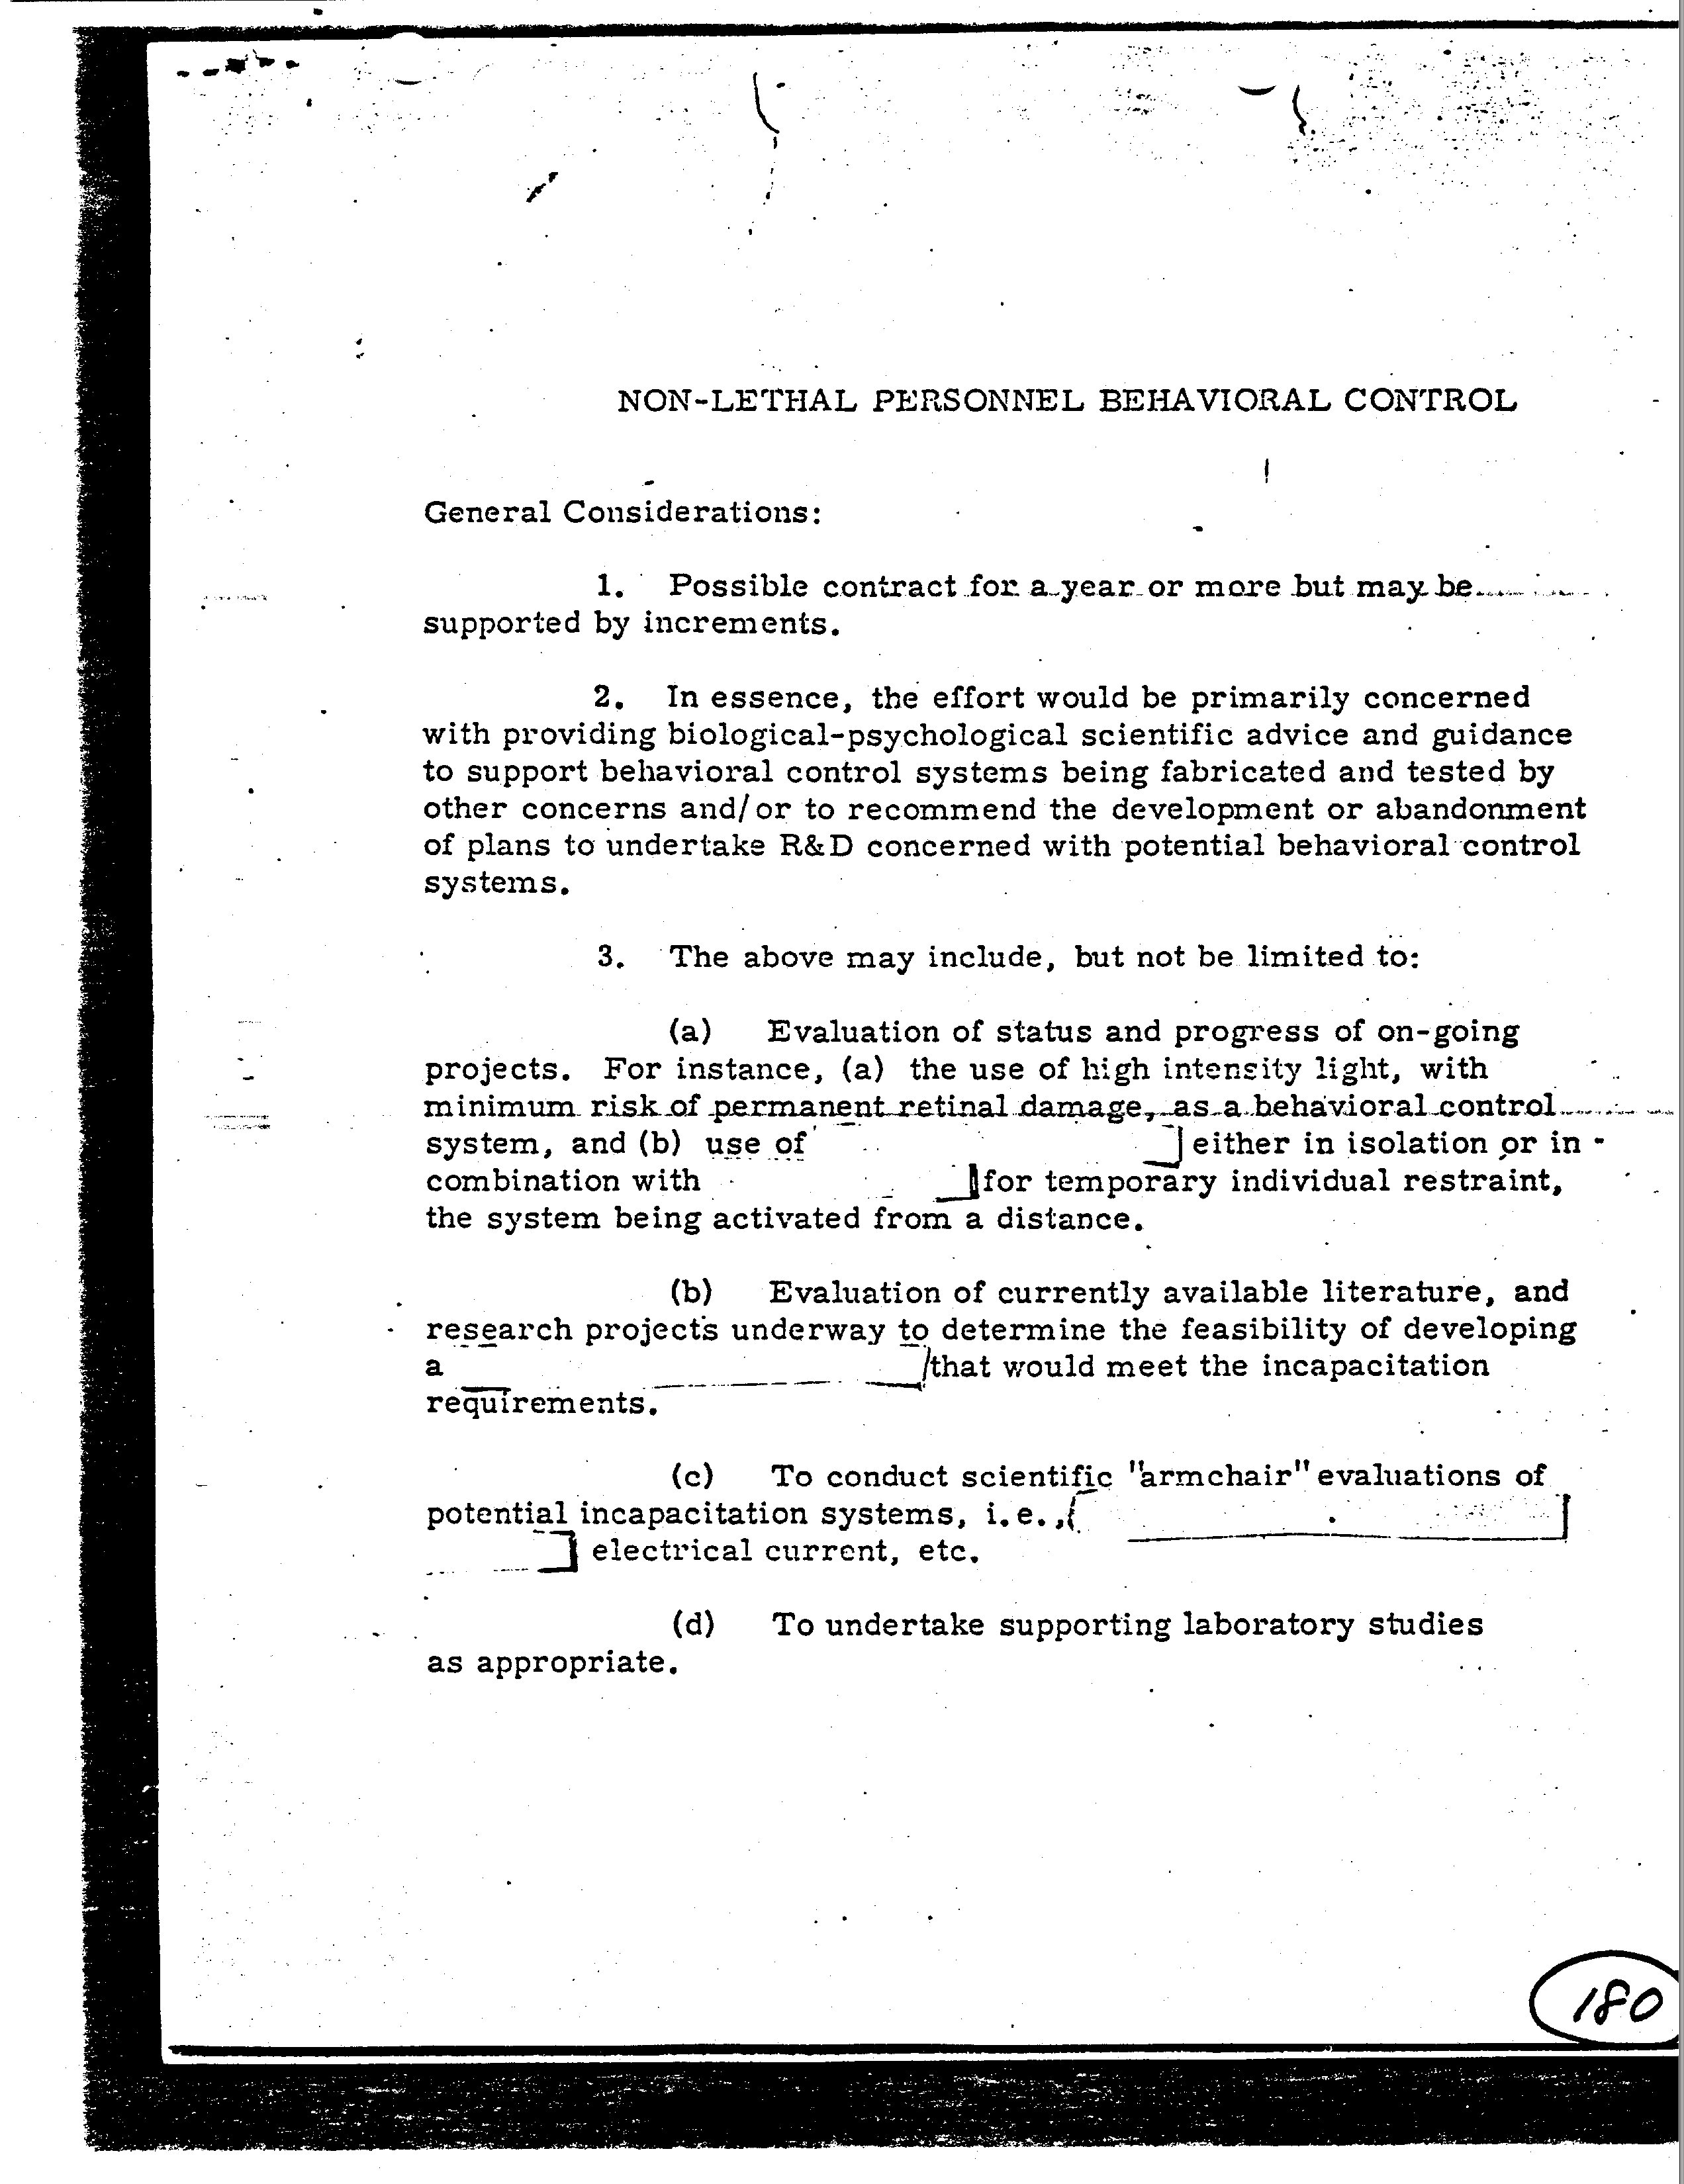 NON-LETHAL PERSONNEL BEHAVIORAL CONTROL
General Considerations:
1. Possible contract for a year or more but may be
supported by increments.
2. In essence, the effort would be primarily concerned
with providing biological-psychological scientific advice and guidance
to support behavioral control systems being fabricated and tested by
other concerns and/or to recommend the development or abandonment
of plans to undertake R&D concerned with potential behavioral control
systems.
3. The above may include, but not be limited to:
(a) Evaluation of status and progress of on-going
projects. For instance, (a) the use of high intensity light, with
minimum risk of permanent retinal damage, as a behavioral control
system, and (b) use of ] either in isolation or in
combination with ] for temporary individual restraint,
the system being activated from a distance.
(b) Evaluation of currently available literature, and
research projects underway to determine the feasibility of developing
a ] that would meet the incapacitation
requirements.
(c) To conduct scientific "armchair" evaluations of
potential incapacitation systems, i.e., [ ]
] electrical current, etc.
(d) To undertake supporting laboratory studies
as appropriate.
180